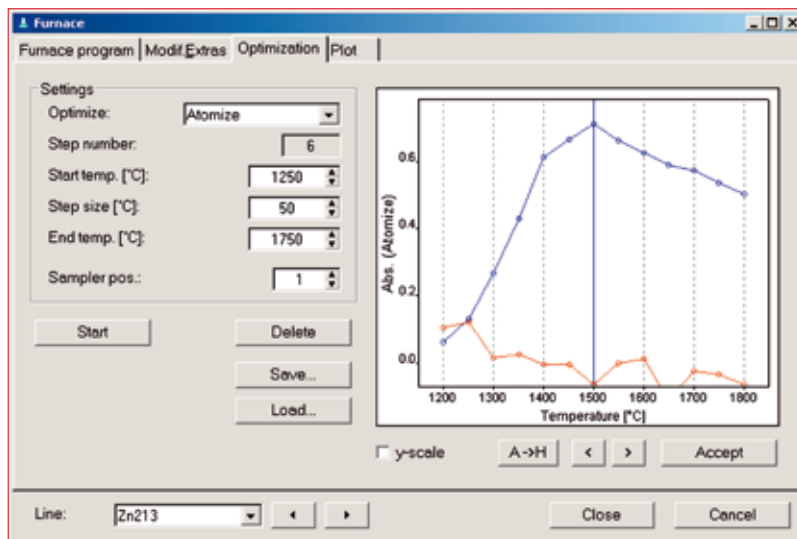 Furnace
Furnace program Modif.Extras Optimization Plot
Settings
Optimize: Atomize
Step number: 6
Start temp. [°C]: 1250
Step size [°C]: 50
End temp. [°C]: 1750
Sampler pos.: 1
Start Delete
Save...
Load...
Abs. (Atomize)
0.6
0.4
0.2
0.0
1200 1300 1400 1500 1600 1700 1800
Temperature [°C]
y-scale A->H < > Accept
Line: Zn213 Close Cancel